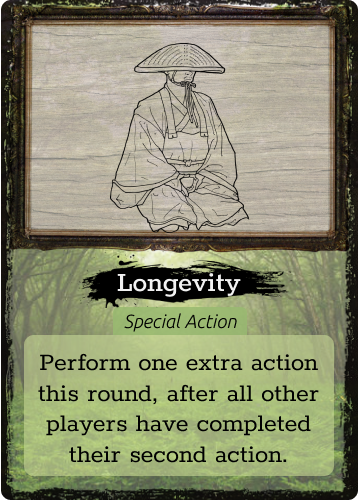 Longevity
Special Action
Perform one extra action
this round, after all other
players have completed
their second action.